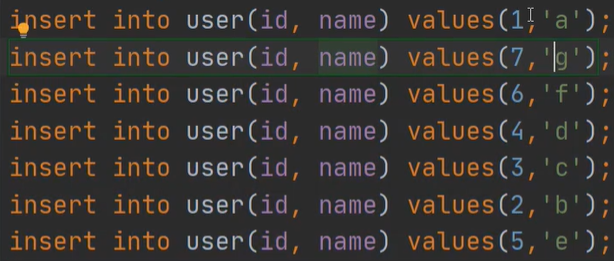 insert into user(id, name) values(1,'a');
insert into user(id, name) values(7,'g');
insert into user(id, name) values(6,'f');
insert into user(id, name) values(4,'d');
insert into user(id, name) values(3,'c');
insert into user(id, name) values(2,'b');
insert into user(id, name) values(5,'e');